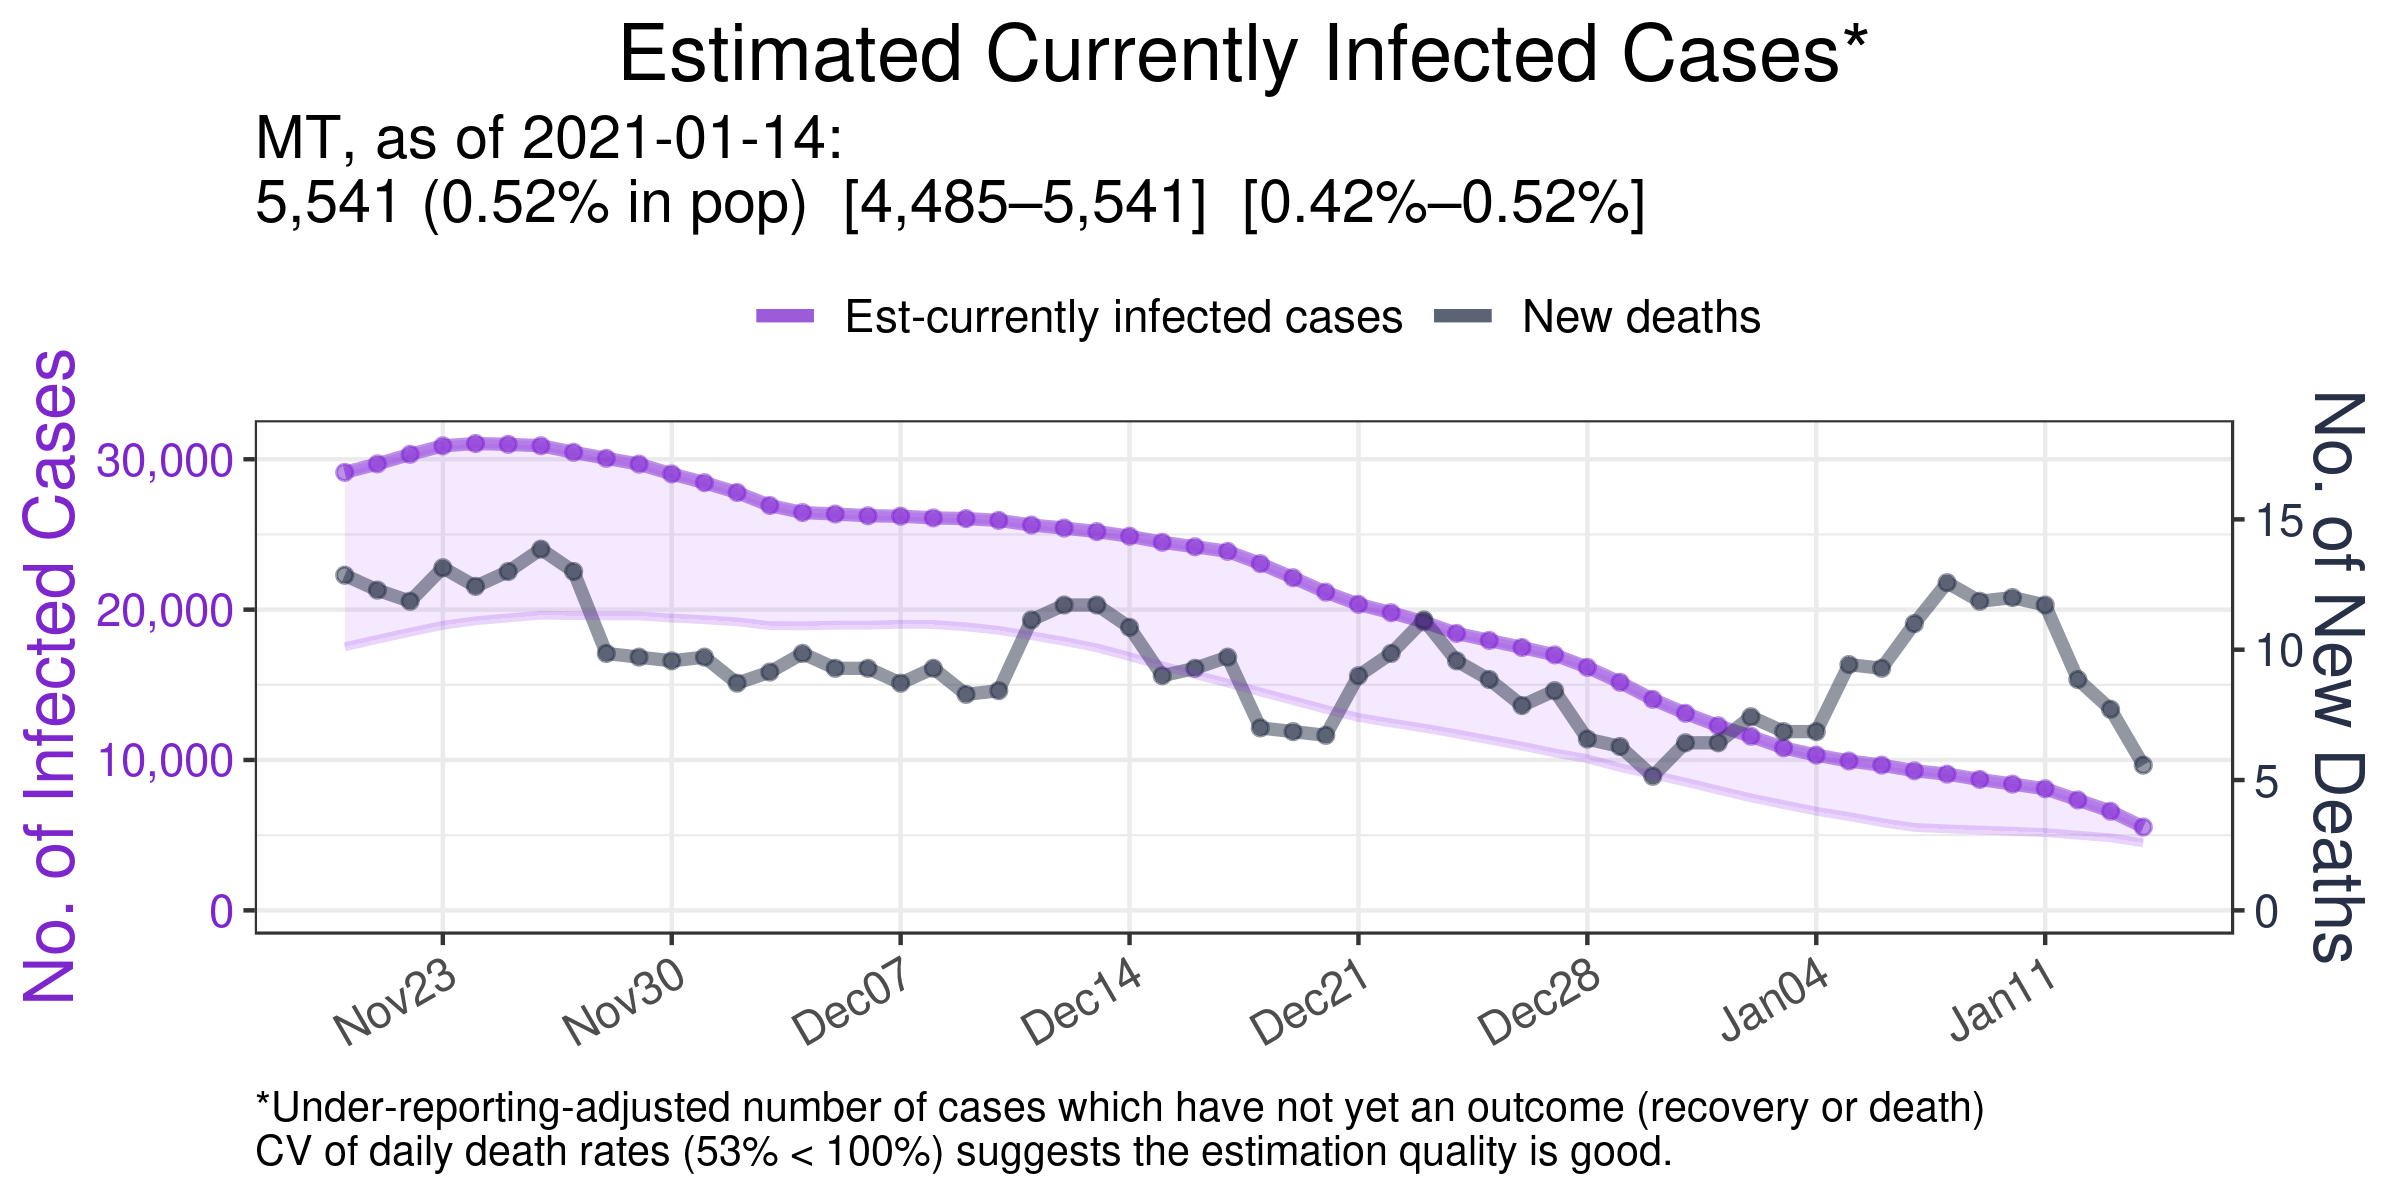 Estimated Currently Infected Cases*
MT, as of 2021-01-14:
5,541 (0.52% in pop)  [4,485–5,541]  [0.42%–0.52%]
Est-currently infected cases
New deaths
No. of Infected Cases
30,000
20,000
10,000
0
15
10
5
0
No. of New Deaths
Nov23
Nov30
Dec07
Dec14
Dec21
Dec28
Jan04
Jan11
*Under-reporting-adjusted number of cases which have not yet an outcome (recovery or death)
CV of daily death rates (53% < 100%) suggests the estimation quality is good.